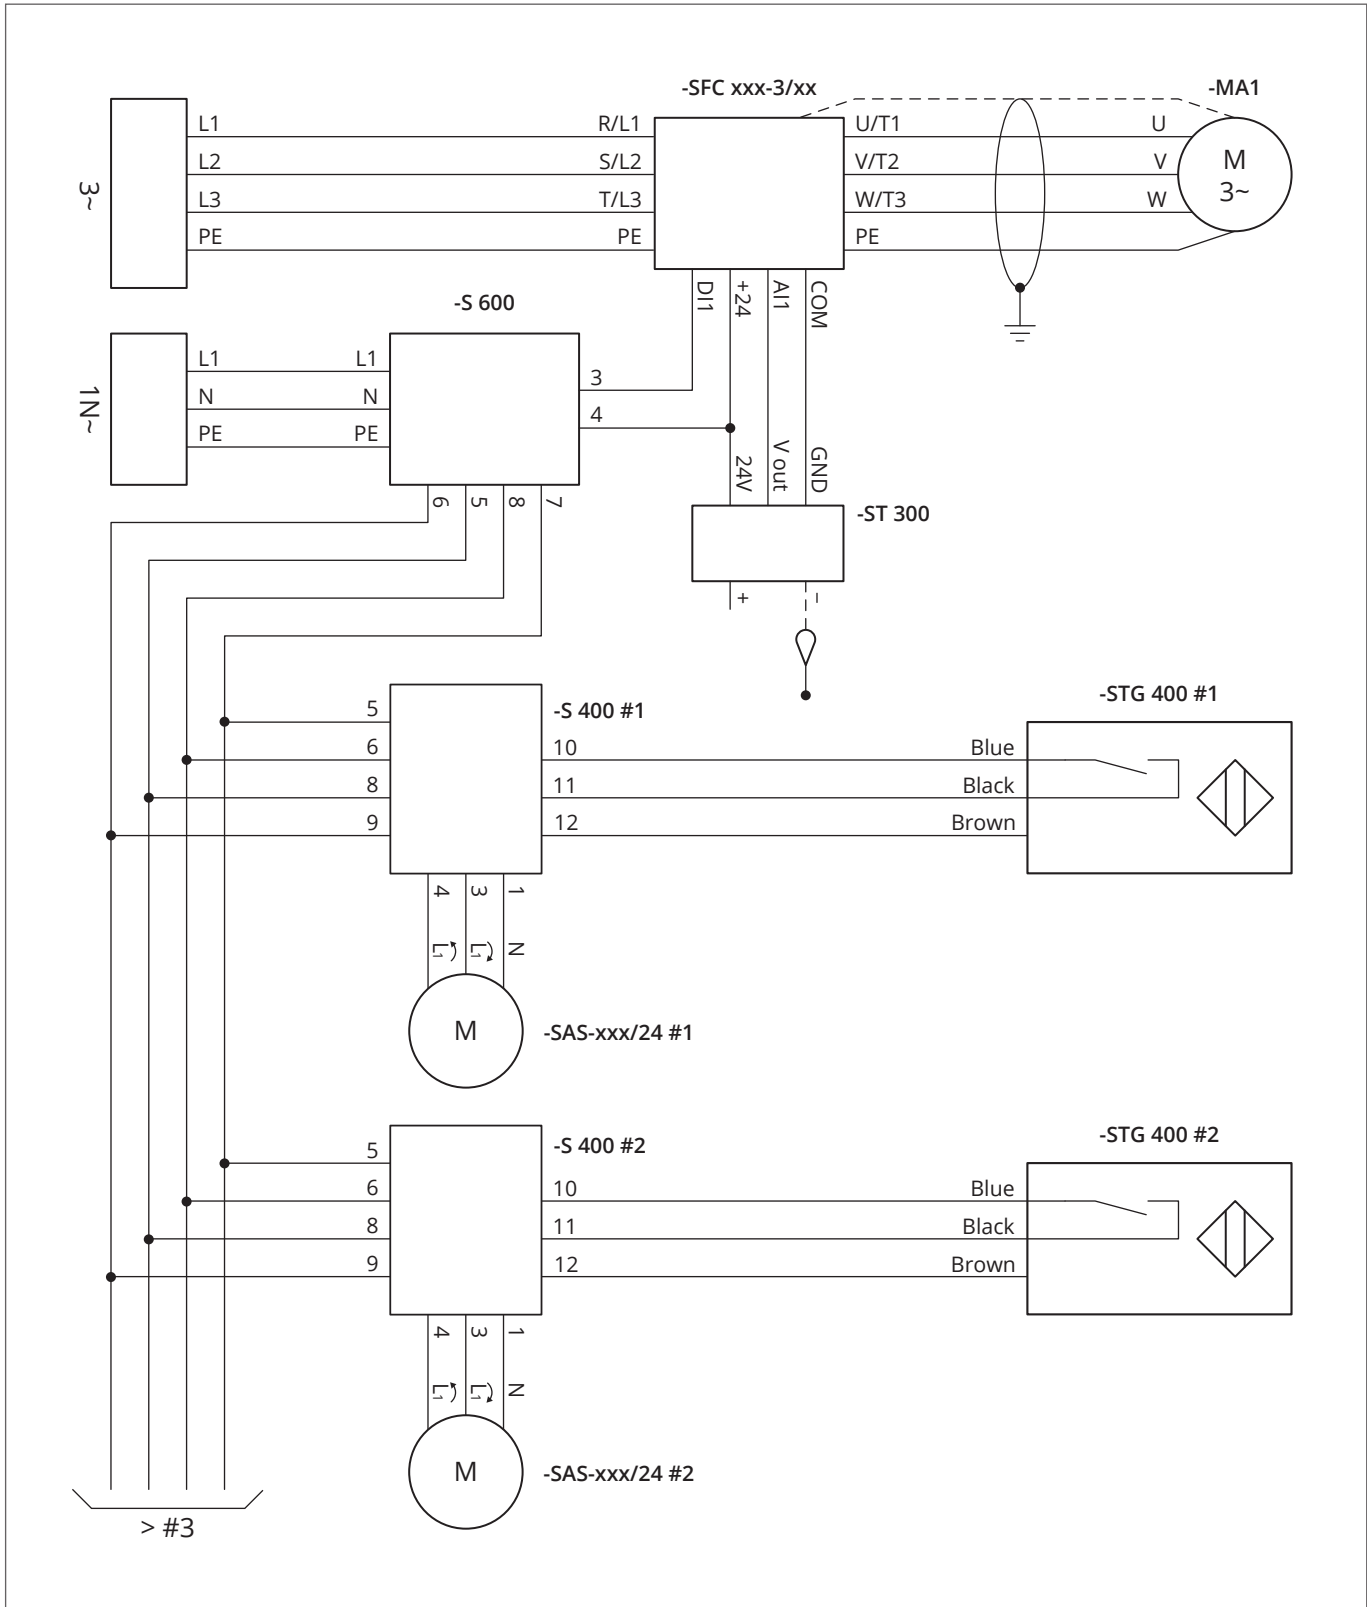 -SFC xxx-3/xx
-MA1
3~
L1 R/L1 U/T1 U
L2 S/L2 V/T2 V
L3 T/L3 W/T3 W
PE PE PE
M
3~
DI1 +24 AI1 COM
-S 600
1N~
L1 L1
N N
PE PE
3
4
24V V out GND
6 5 8 7
-ST 300
+ –
-S 400 #1
-STG 400 #1
5
6 10 Blue
8 11 Black
9 12 Brown
4 3 1
L1 L1 N
M
-SAS-xxx/24 #1
-S 400 #2
-STG 400 #2
5
6 10 Blue
8 11 Black
9 12 Brown
4 3 1
L1 L1 N
M
-SAS-xxx/24 #2
> #3